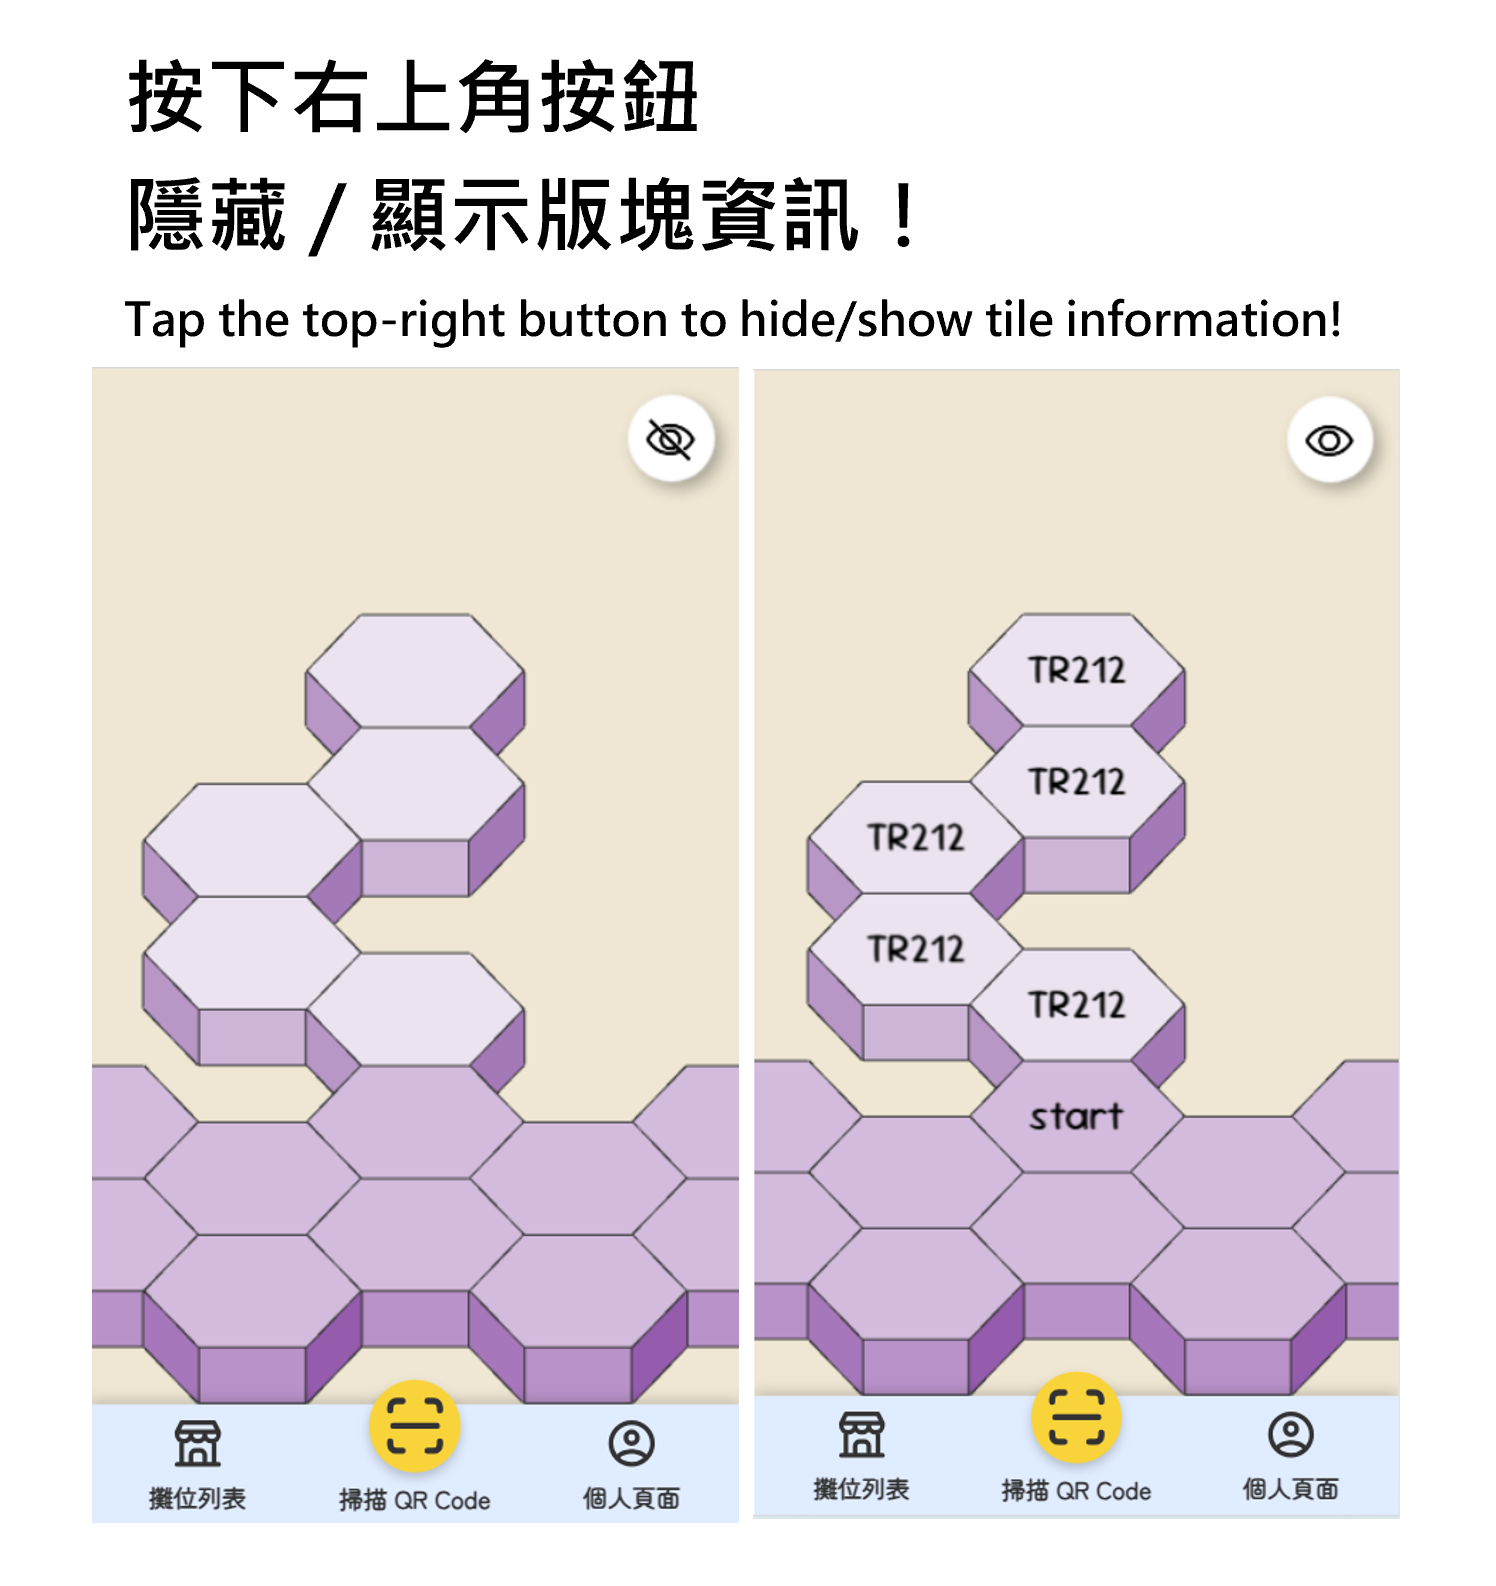 按下右上角按鈕
隱藏 / 顯示版塊資訊！
Tap the top-right button to hide/show tile information!
攤位列表
掃描 QR Code
個人頁面
TR212
TR212
TR212
TR212
TR212
start
攤位列表
掃描 QR Code
個人頁面